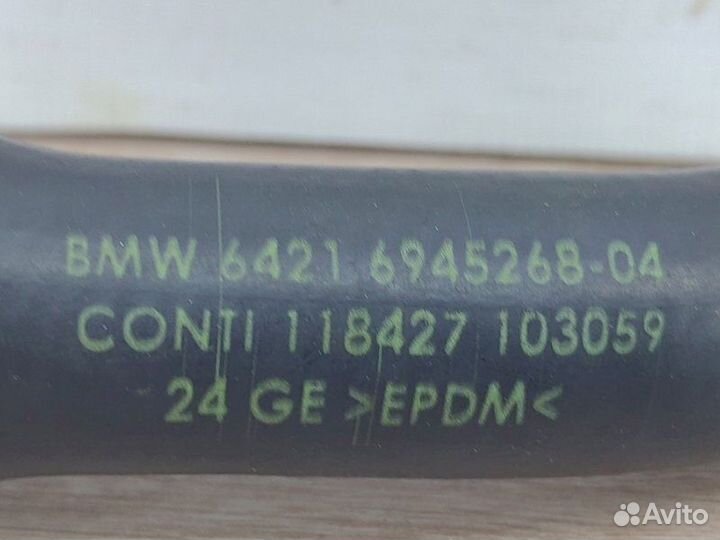 BMW 6421 6945268-04
CONTI 118427 103059
24 GE >EPDM<
Avito